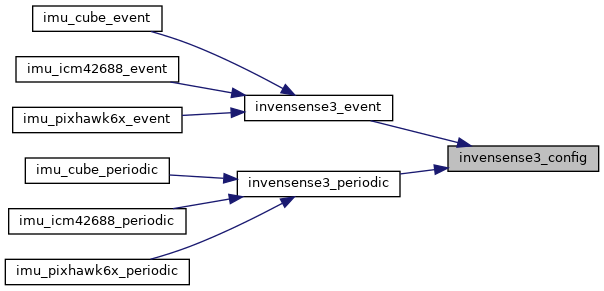 imu_cube_event
imu_icm42688_event
invensense3_event
imu_pixhawk6x_event
invensense3_config
imu_cube_periodic
invensense3_periodic
imu_icm42688_periodic
imu_pixhawk6x_periodic